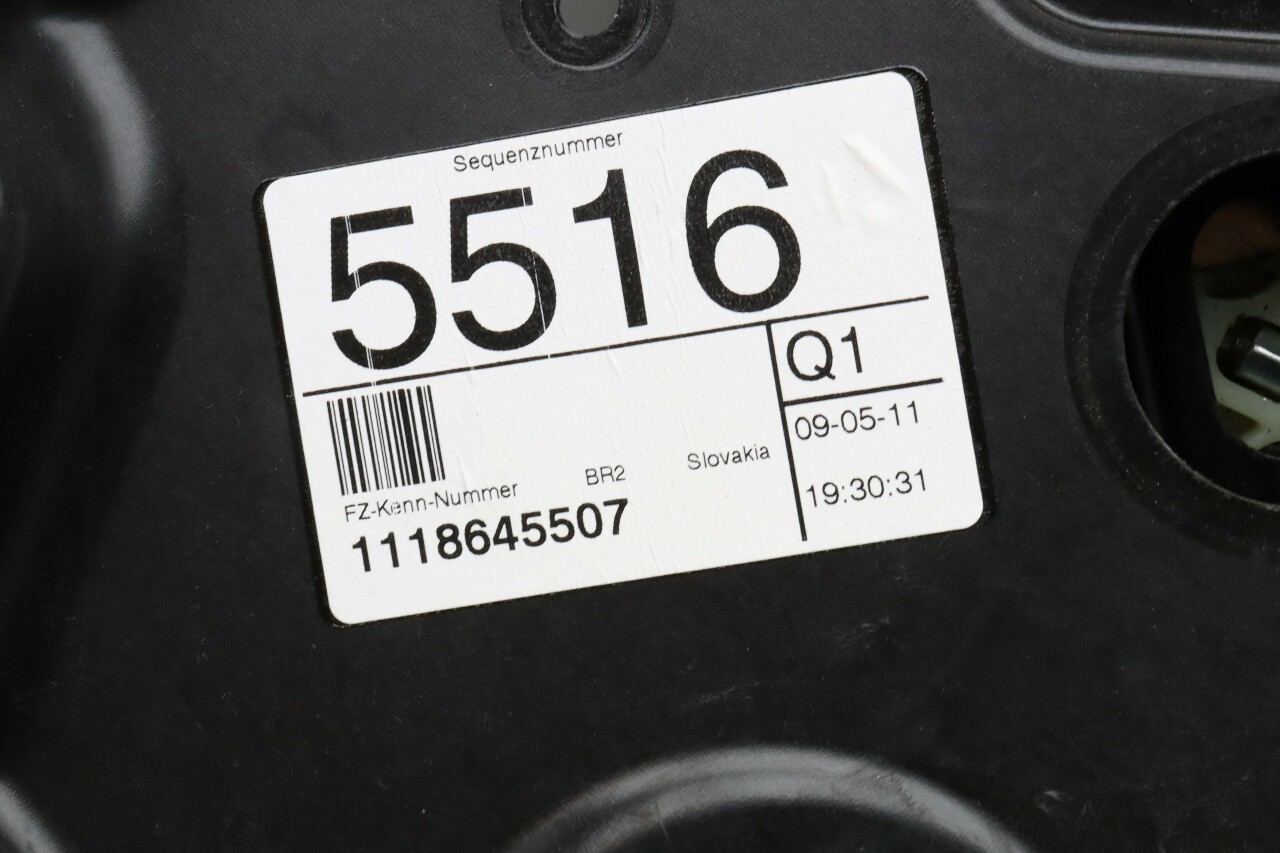 Sequenznummer
5516
Q1
09-05-11
19:30:31
BR2
Slovakia
FZ-Kenn-Nummer
1118645507